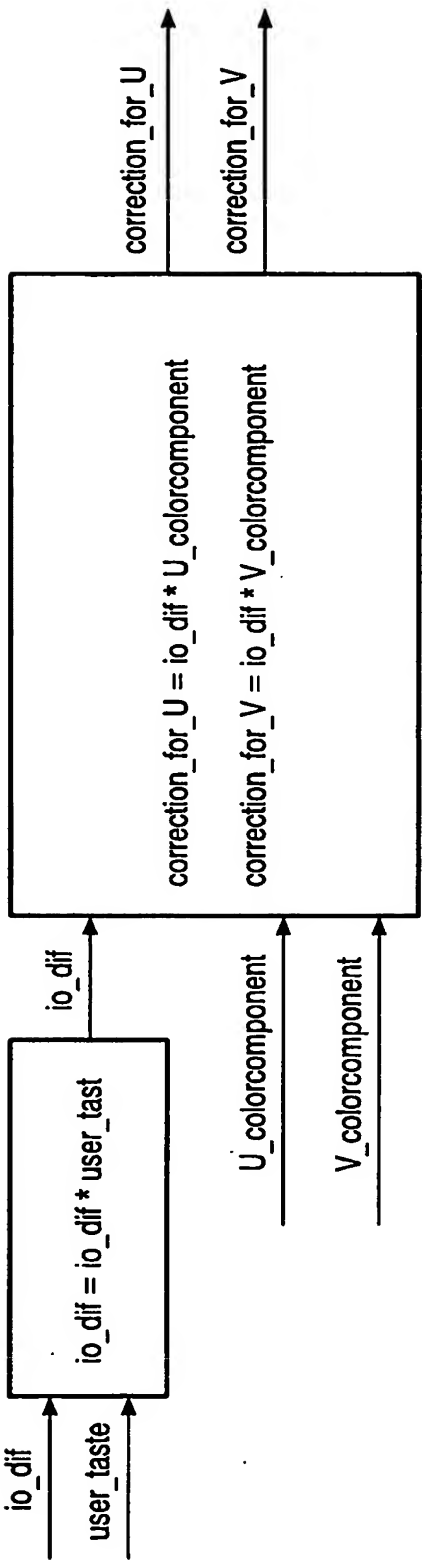 io_dif
user_taste
io_dif = io_dif * user_tast
io_dif
U_colorcomponent
V_colorcomponent
correction_for_U = io_dif * U_colorcomponent
correction_for_V = io_dif * V_colorcomponent
correction_for_U
correction_for_V